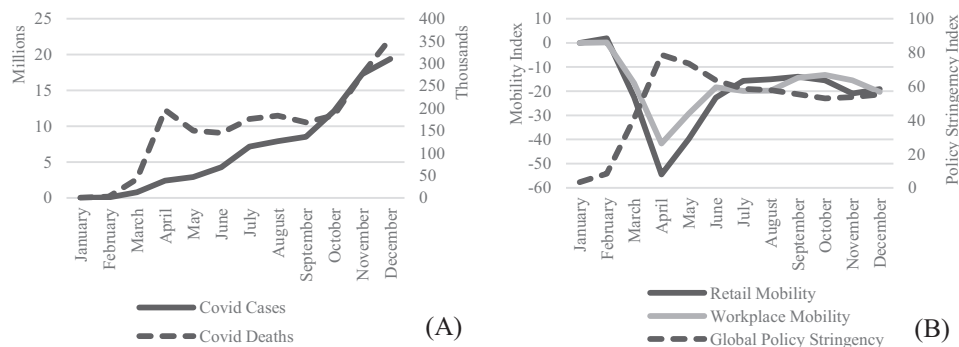 25
20
15
10
5
0
Millions
400
350
300
250
200
150
100
50
0
Thousands
January
February
March
April
May
June
July
August
September
October
November
December
Covid Cases
Covid Deaths
(A)
10
0
-10
-20
-30
-40
-50
-60
Mobility Index
100
80
60
40
20
0
Policy Stringemcy Index
January
February
March
April
May
June
July
August
September
October
November
December
Retail Mobility
Workplace Mobility
Global Policy Stringency
(B)